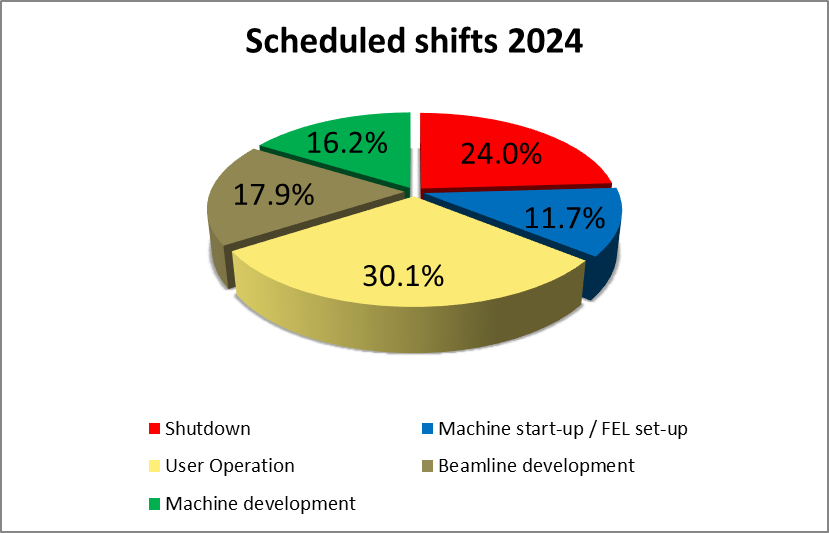 Scheduled shifts 2024
16.2%
24.0%
17.9%
11.7%
30.1%
Shutdown
Machine start-up / FEL set-up
User Operation
Beamline development
Machine development